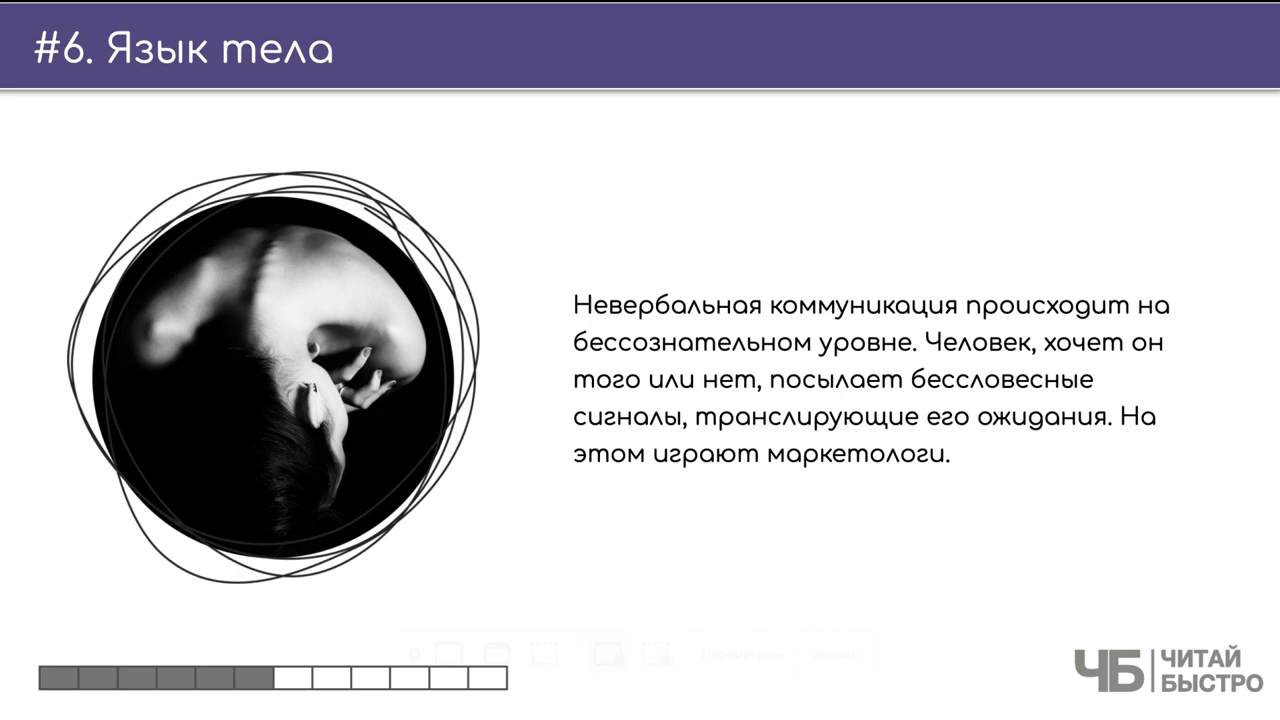 #6. Язык тела
Невербальная коммуникация происходит на
бессознательном уровне. Человек, хочет он
того или нет, посылает бессловесные
сигналы, транслирующие его ожидания. На
этом играют маркетологи.
ЧБ
ЧИТАЙ
БЫСТРО